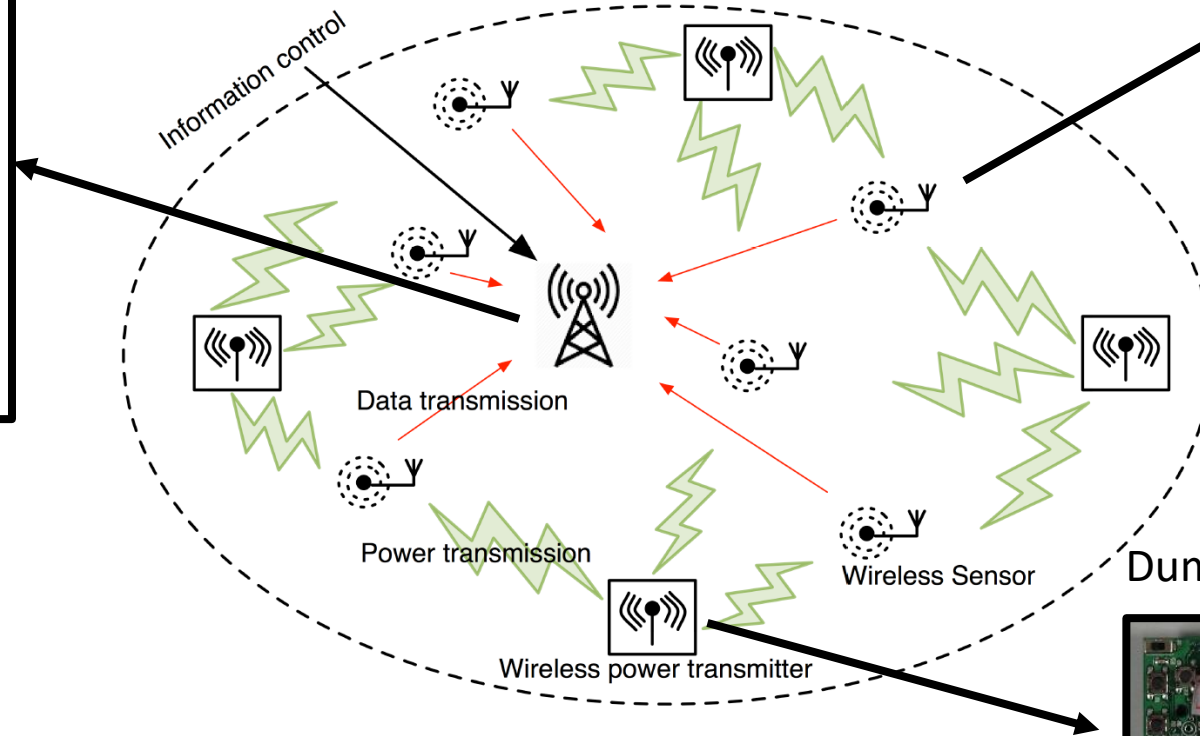 Information control
Data transmission
Power transmission
Wireless Sensor
Wireless power transmitter